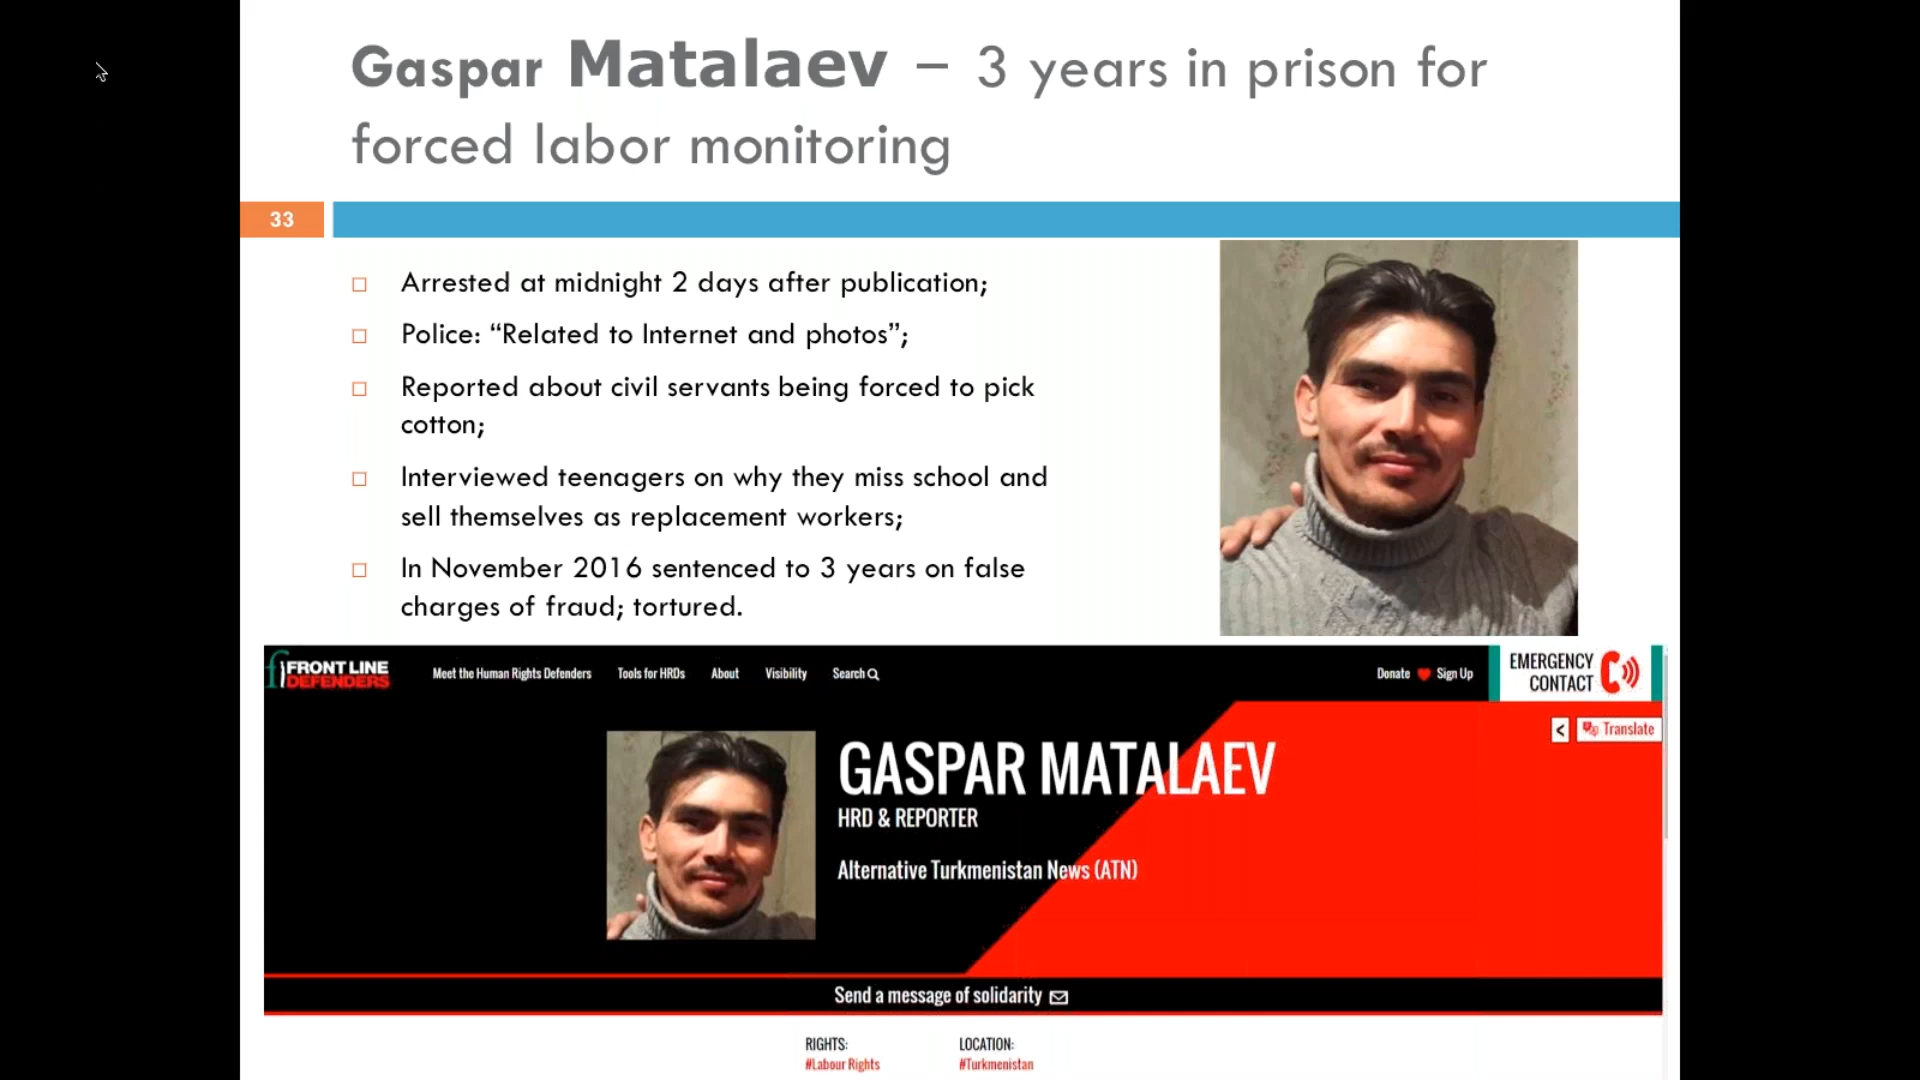 Gaspar Matalaev – 3 years in prison for
forced labor monitoring
33
Arrested at midnight 2 days after publication;
Police: “Related to Internet and photos”;
Reported about civil servants being forced to pick
cotton;
Interviewed teenagers on why they miss school and
sell themselves as replacement workers;
In November 2016 sentenced to 3 years on false
charges of fraud; tortured.
FRONT LINE
DEFENDERS
Meet the Human Rights Defenders Tools for HRDs About Visibility Search
Donate Sign Up
EMERGENCY
CONTACT
< Translate
GASPAR MATALAEV
HRD & REPORTER
Alternative Turkmenistan News (ATN)
Send a message of solidarity
RIGHTS:
#Labour Rights
LOCATION:
#Turkmenistan